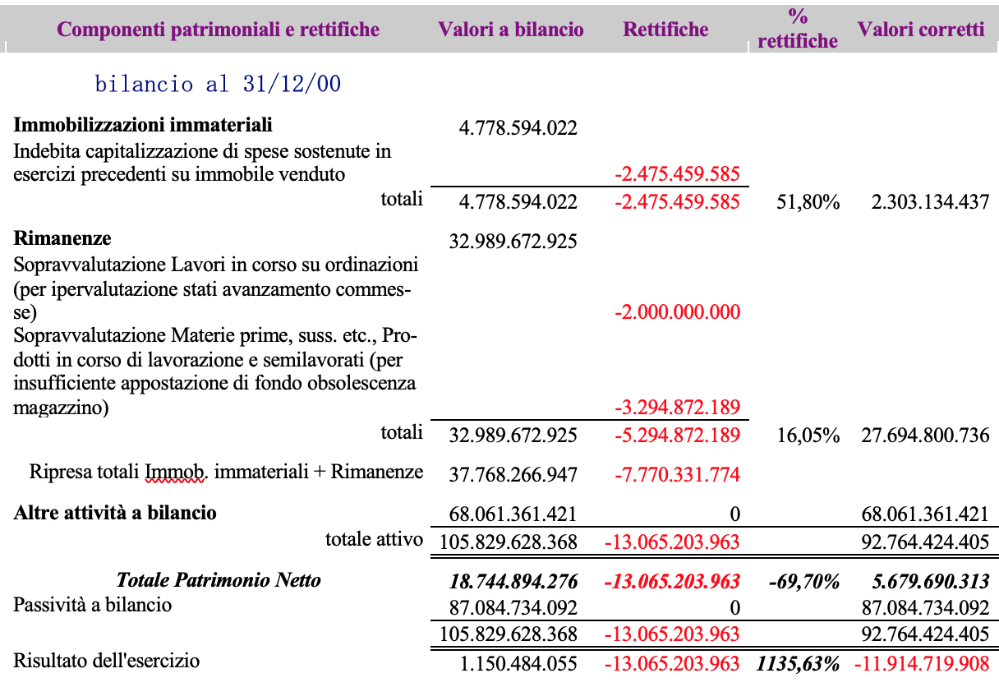 Componenti patrimoniali e rettifiche Valori a bilancio Rettifiche % rettifiche Valori corretti
bilancio al 31/12/00
Immobilizzazioni immateriali 4.778.594.022
Indebita capitalizzazione di spese sostenute in
esercizi precedenti su immobile venduto -2.475.459.585
totali 4.778.594.022 -2.475.459.585 51,80% 2.303.134.437
Rimanenze 32.989.672.925
Sopravvalutazione Lavori in corso su ordinazioni
(per ipervalutazione stati avanzamento commes-
se) -2.000.000.000
Sopravvalutazione Materie prime, suss. etc., Pro-
dotti in corso di lavorazione e semilavorati (per
insufficiente appostazione di fondo obsolescenza
magazzino) -3.294.872.189
totali 32.989.672.925 -5.294.872.189 16,05% 27.694.800.736
Ripresa totali Immob. immateriali + Rimanenze 37.768.266.947 -7.770.331.774
Altre attività a bilancio 68.061.361.421 0 68.061.361.421
totale attivo 105.829.628.368 -13.065.203.963 92.764.424.405
Totale Patrimonio Netto 18.744.894.276 -13.065.203.963 -69,70% 5.679.690.313
Passività a bilancio 87.084.734.092 0 87.084.734.092
105.829.628.368 -13.065.203.963 92.764.424.405
Risultato dell'esercizio 1.150.484.055 -13.065.203.963 1135,63% -11.914.719.908